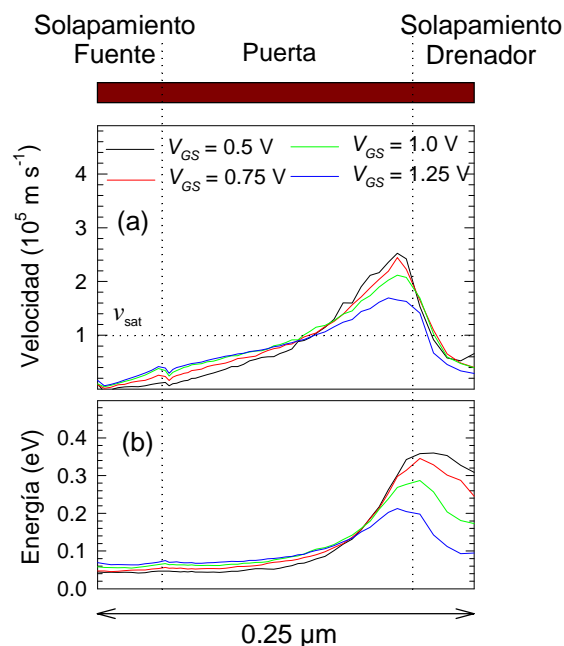 Solapamiento
Fuente
Puerta
Solapamiento
Drenador
Velocidad (10⁵ m s⁻¹)
4
3
2
1
V_GS = 0.5 V
V_GS = 1.0 V
V_GS = 0.75 V
V_GS = 1.25 V
(a)
v_sat
Energía (eV)
0.4
0.3
0.2
0.1
0.0
(b)
0.25 μm